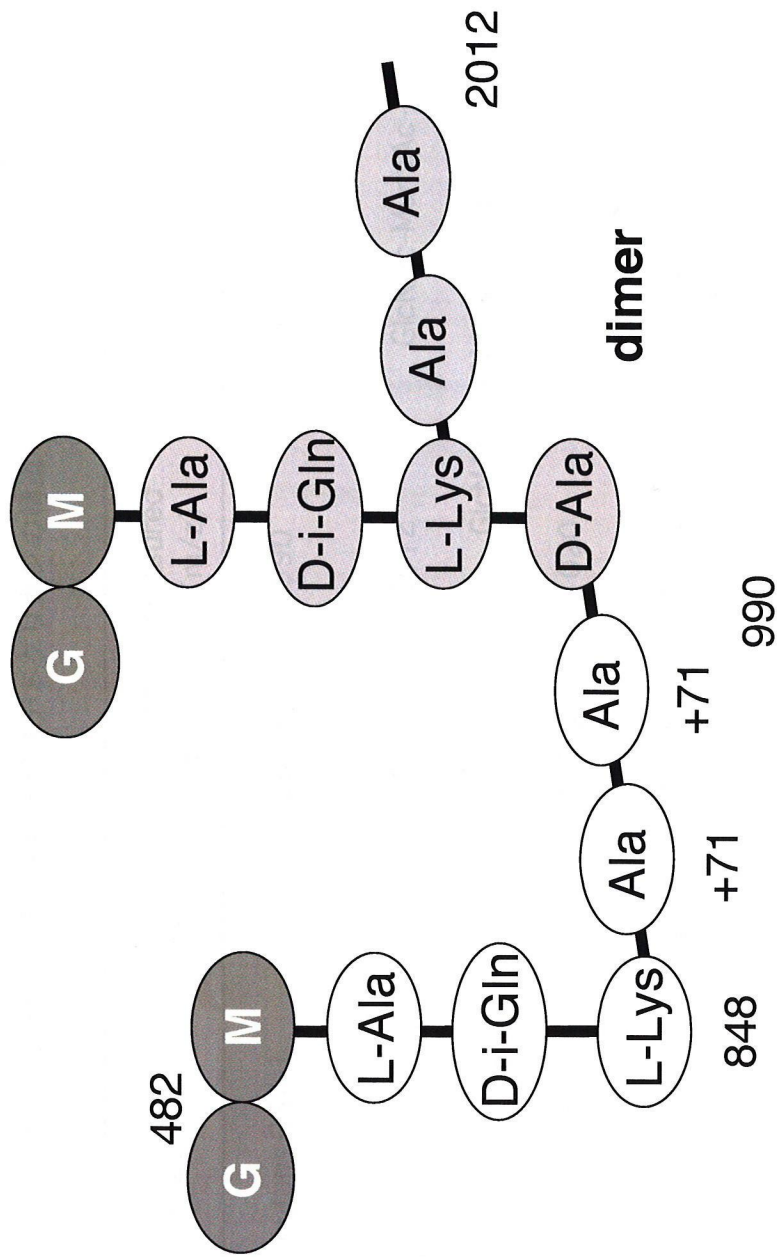 G M
482
L-Ala
D-i-Gln
L-Lys
848
Ala
+71
Ala
+71
990
G M
L-Ala
D-i-Gln
L-Lys
D-Ala
Ala
Ala
2012
dimer